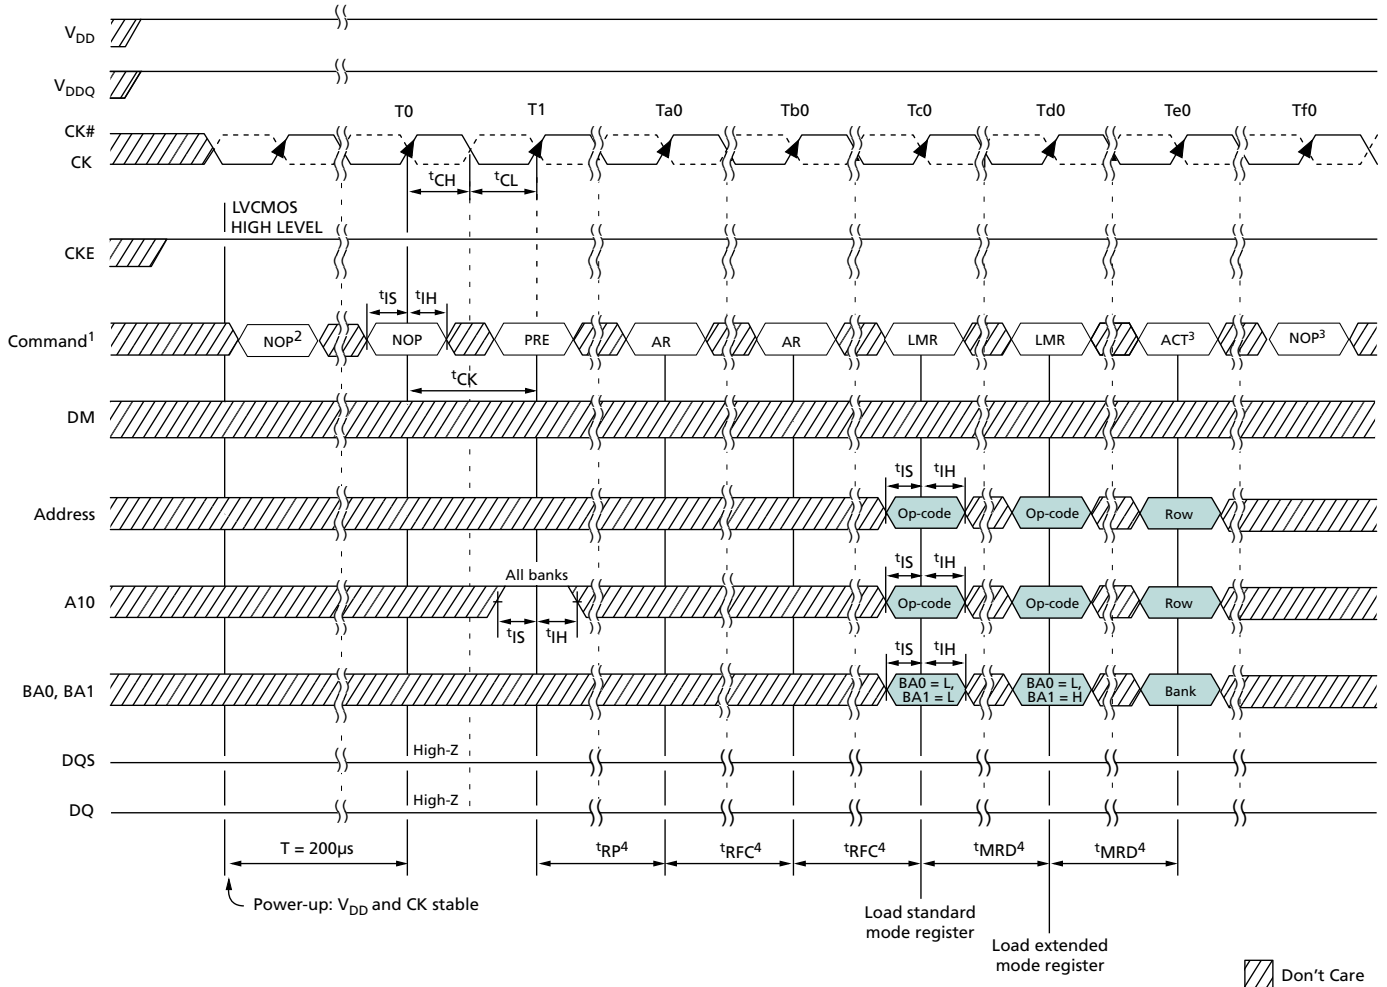 V_DD
V_DDQ
T0 T1 Ta0 Tb0 Tc0 Td0 Te0 Tf0
CK#
CK
tCH tCL
LVCMOS
HIGH LEVEL
CKE
tIS tIH
Command1 NOP2 NOP PRE AR AR LMR LMR ACT3 NOP3
tCK
DM
tIS tIH
Address Op-code Op-code Row
All banks tIS tIH
A10 Op-code Op-code Row
tIS tIH
tIS tIH
BA0, BA1 BA0 = L, BA1 = L BA0 = L, BA1 = H Bank
High-Z
DQS
High-Z
DQ
T = 200µs tRP4 tRFC4 tRFC4 tMRD4 tMRD4
Power-up: V_DD and CK stable
Load standard
mode register
Load extended
mode register
Don't Care